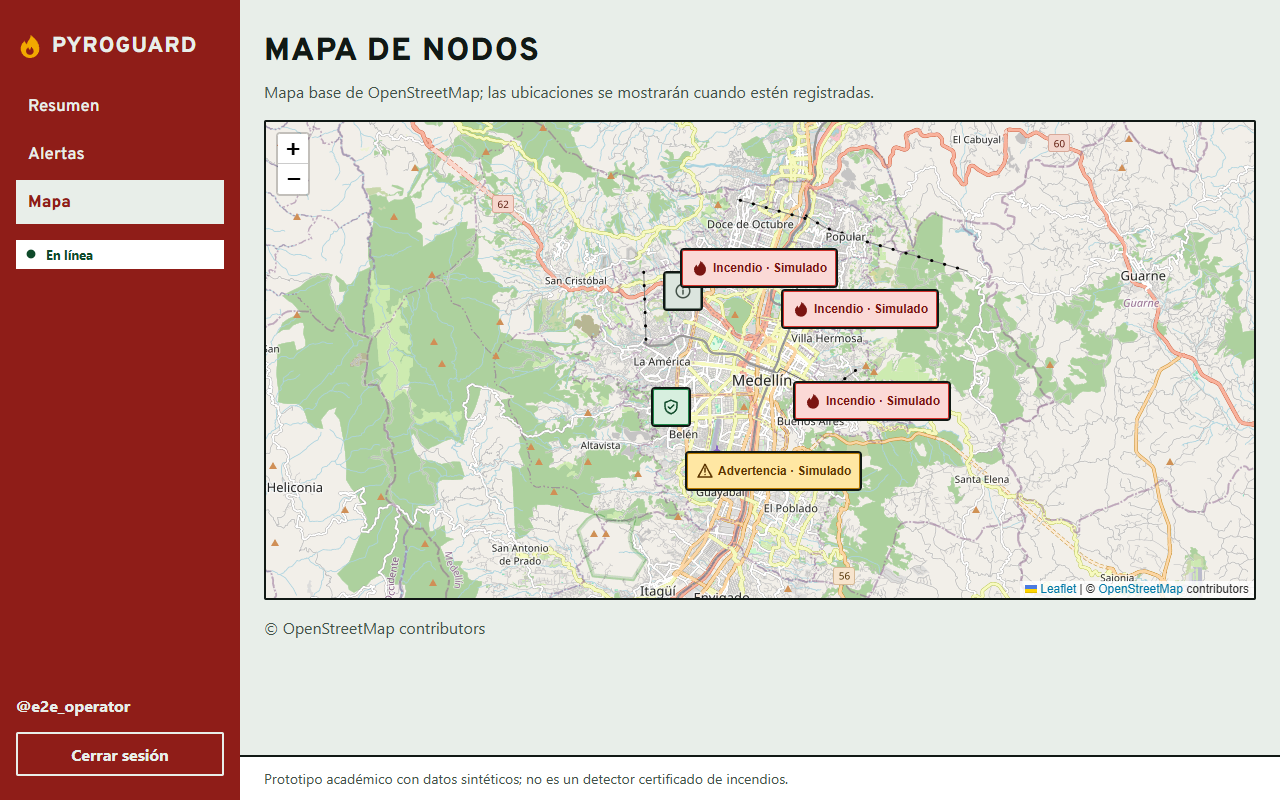 PYROGUARD
Resumen
Alertas
Mapa
En línea
@e2e_operator
Cerrar sesión
MAPA DE NODOS
Mapa base de OpenStreetMap; las ubicaciones se mostrarán cuando estén registradas.
+
−
El Cabuyal
60
62
Doce de Octubre
Popular
San Cristóbal
Guarne
Guarne
Incendio · Simulado
Incendio · Simulado
Villa Hermosa
San
La América
Medellín
Incendio · Simulado
Buenos Aires
Belén
Altavista
Advertencia · Simulado
Guayabal
Santa Elena
Heliconia
El Poblado
San Antonio
de Prado
Occidente
Medellín
56
Itagüí
Envigado
Sajonia
Leaflet | © OpenStreetMap contributors
© OpenStreetMap contributors
Prototipo académico con datos sintéticos; no es un detector certificado de incendios.